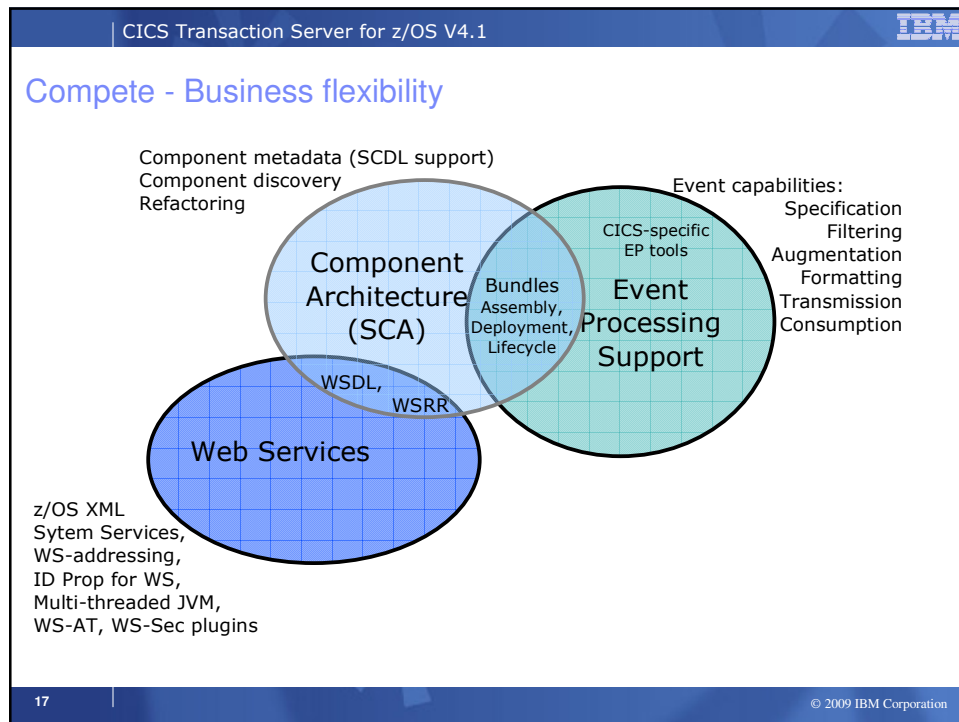 CICS Transaction Server for z/OS V4.1
IBM
Compete - Business flexibility
Component metadata (SCDL support)
Component discovery
Refactoring
Event capabilities:
Specification
Filtering
Augmentation
Formatting
Transmission
Consumption
CICS-specific
EP tools
Component
Architecture
(SCA)
Bundles
Assembly,
Deployment,
Lifecycle
Event
Processing
Support
WSDL,
WSRR
Web Services
z/OS XML
Sytem Services,
WS-addressing,
ID Prop for WS,
Multi-threaded JVM,
WS-AT, WS-Sec plugins
17
© 2009 IBM Corporation